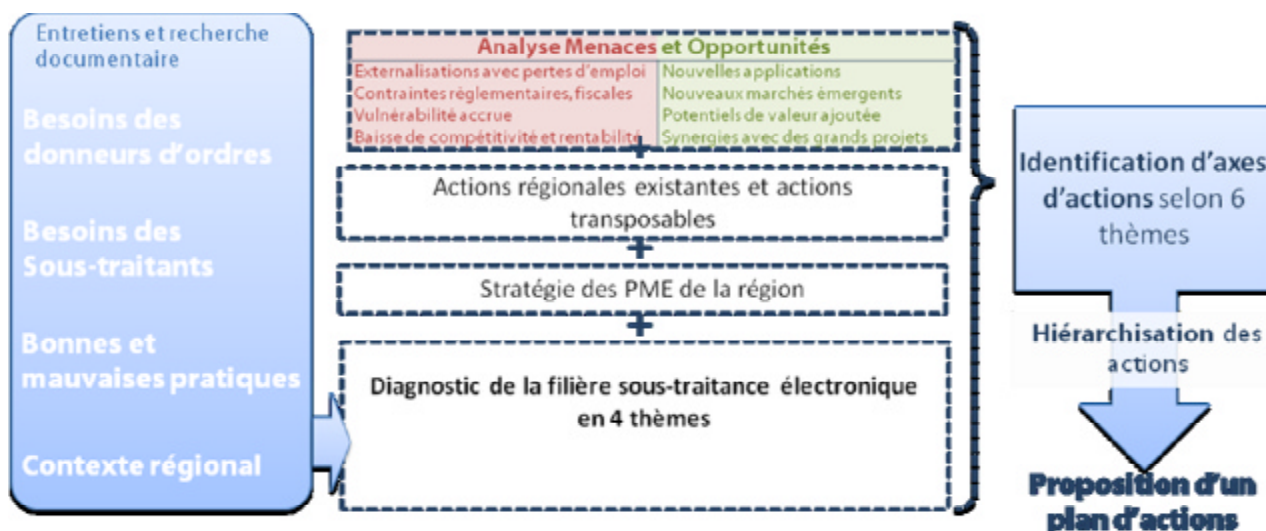 Entretiens et recherche
documentaire
Besoins des
donneurs d'ordres
Besoins des
Sous-traitants
Bonnes et
mauvaises pratiques
Contexte régional
Analyse Menaces et Opportunités
Externalisations avec pertes d'emploi
Contraintes réglementaires, fiscales
Vulnérabilité accrue
Baisse de compétitivité et rentabilité
Nouvelles applications
Nouveaux marchés émergents
Potentiels de valeur ajoutée
Synergies avec des grands projets
+
Actions régionales existantes et actions
transposables
+
Stratégie des PME de la région
+
Diagnostic de la filière sous-traitance électronique
en 4 thèmes
Identification d'axes
d'actions selon 6
thèmes
Hiérarchisation des
actions
Proposition d'un
plan d'actions